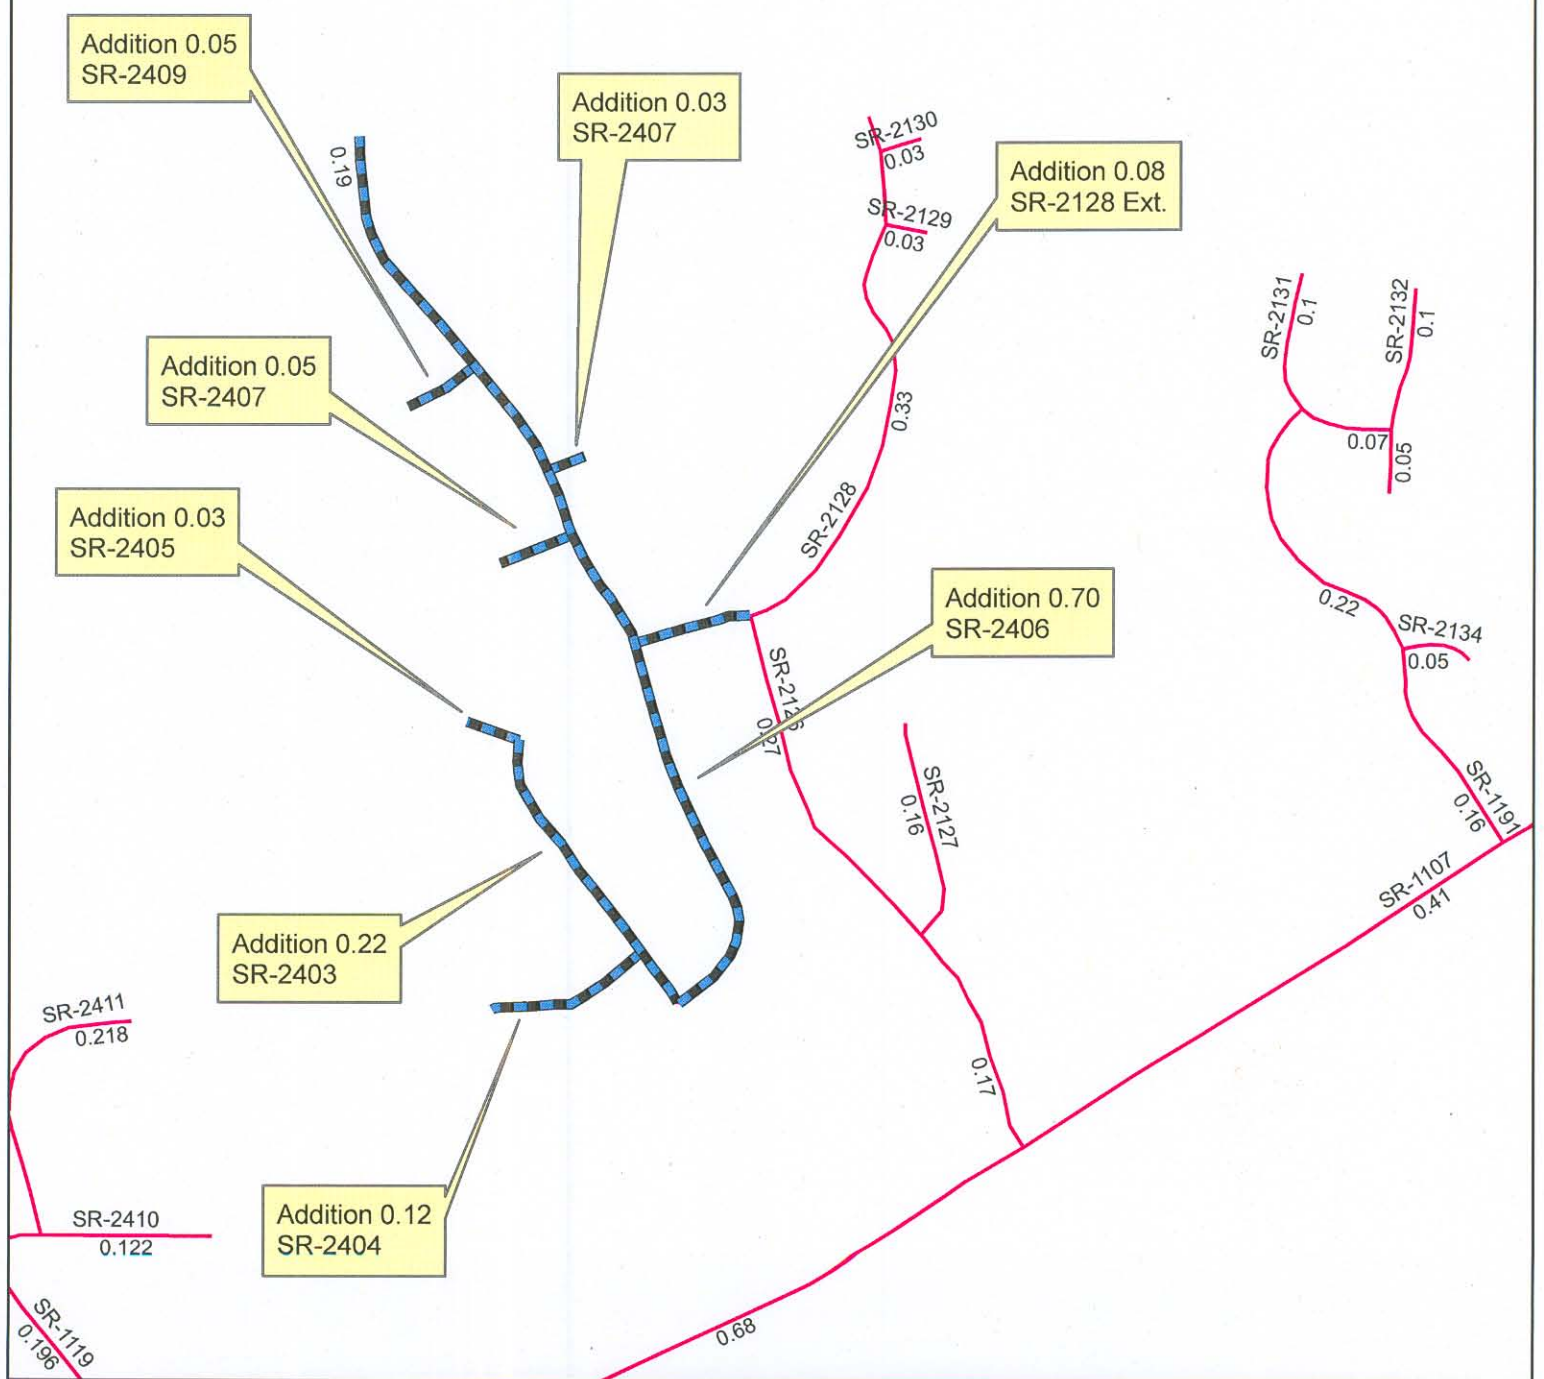 Addition 0.05
SR-2409
Addition 0.03
SR-2407
0.19
SR-2130
0.03
Addition 0.08
SR-2128 Ext.
SR-2129
0.03
SR-2131
0.1
SR-2132
0.1
Addition 0.05
SR-2407
0.33
0.07
0.05
Addition 0.03
SR-2405
SR-2128
0.22
Addition 0.70
SR-2406
SR-2134
0.05
0.27
SR-2127
0.16
SR-1191
0.16
SR-1107
0.41
Addition 0.22
SR-2403
SR-2411
0.218
0.17
Addition 0.12
SR-2404
SR-2410
0.122
SR-1119
0.196
0.68